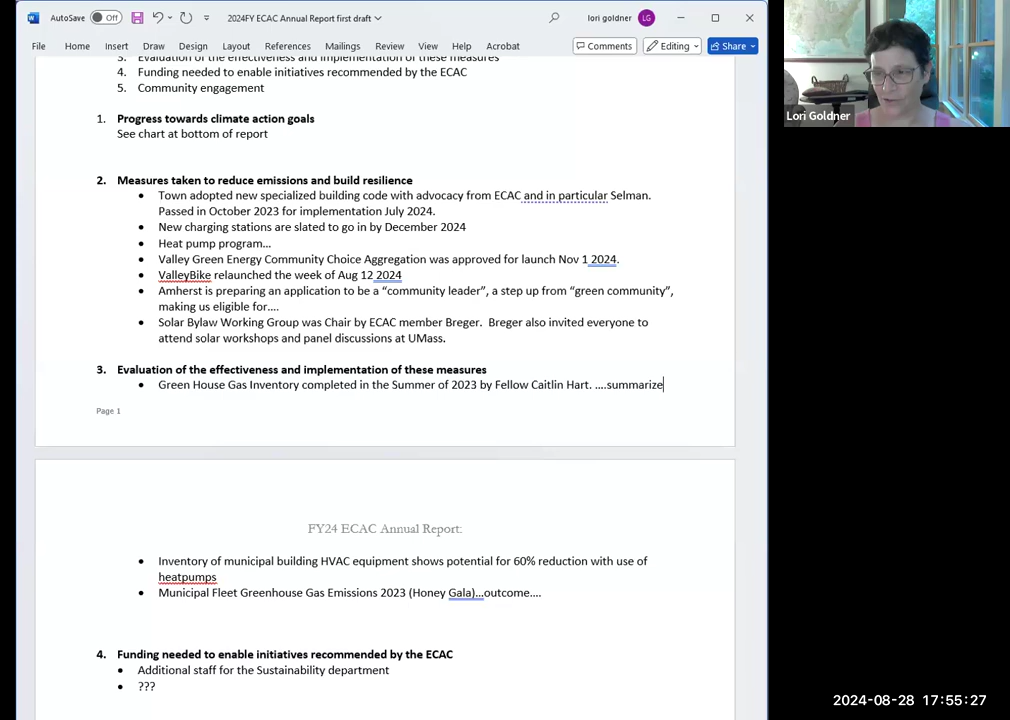 AutoSave Off 2024FY ECAC Annual Report first draft lori goldner LG
File Home Insert Draw Design Layout References Mailings Review View Help Acrobat Comments Editing Share
3. Evaluation of the effectiveness and implementation of these measures
4. Funding needed to enable initiatives recommended by the ECAC
5. Community engagement
1. Progress towards climate action goals
See chart at bottom of report
2. Measures taken to reduce emissions and build resilience
• Town adopted new specialized building code with advocacy from ECAC and in particular Selman.
Passed in October 2023 for implementation July 2024.
• New charging stations are slated to go in by December 2024
• Heat pump program…
• Valley Green Energy Community Choice Aggregation was approved for launch Nov 1 2024.
• ValleyBike relaunched the week of Aug 12 2024
• Amherst is preparing an application to be a “community leader”, a step up from “green community”,
making us eligible for….
• Solar Bylaw Working Group was Chair by ECAC member Breger. Breger also invited everyone to
attend solar workshops and panel discussions at UMass.
3. Evaluation of the effectiveness and implementation of these measures
• Green House Gas Inventory completed in the Summer of 2023 by Fellow Caitlin Hart. ….summarize
Page 1
FY24 ECAC Annual Report:
• Inventory of municipal building HVAC equipment shows potential for 60% reduction with use of
heatpumps
• Municipal Fleet Greenhouse Gas Emissions 2023 (Honey Gala)…outcome….
4. Funding needed to enable initiatives recommended by the ECAC
• Additional staff for the Sustainability department
• ???
Lori Goldner
2024-08-28 17:55:27